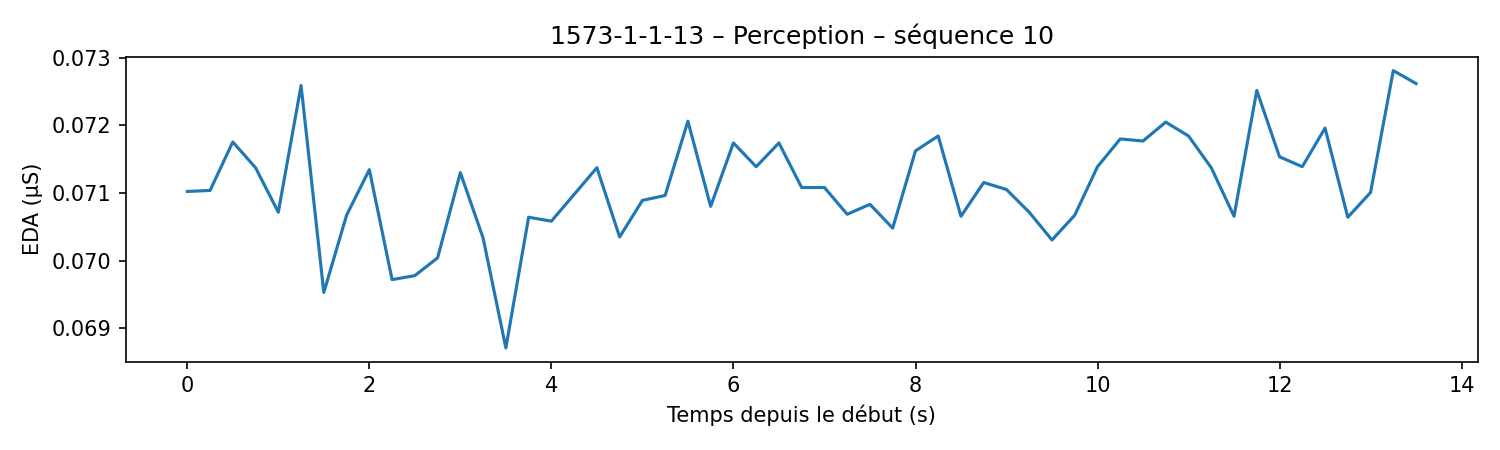 1573-1-1-13 – Perception – séquence 10
EDA (µS)
0.073
0.072
0.071
0.070
0.069
0 2 4 6 8 10 12 14
Temps depuis le début (s)